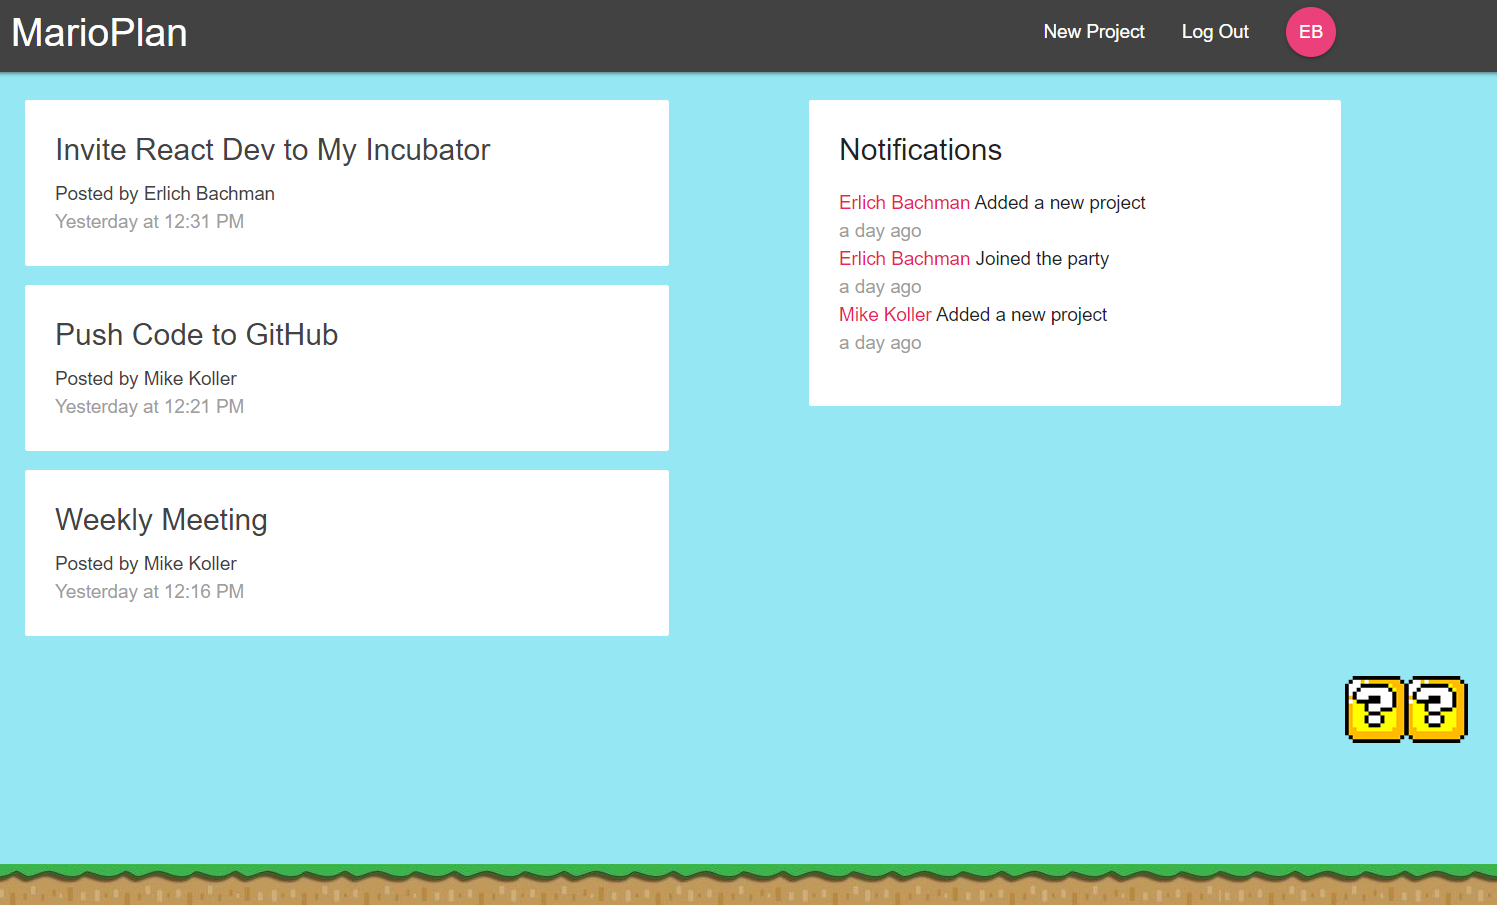 MarioPlan
New Project
Log Out
EB
Invite React Dev to My Incubator
Posted by Erlich Bachman
Yesterday at 12:31 PM
Push Code to GitHub
Posted by Mike Koller
Yesterday at 12:21 PM
Weekly Meeting
Posted by Mike Koller
Yesterday at 12:16 PM
Notifications
Erlich Bachman Added a new project
a day ago
Erlich Bachman Joined the party
a day ago
Mike Koller Added a new project
a day ago
? ?